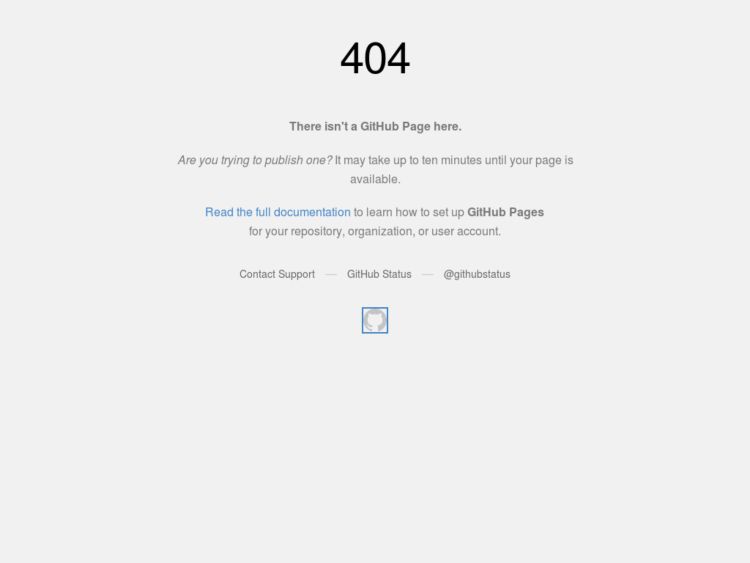 404
There isn't a GitHub Page here.
Are you trying to publish one? It may take up to ten minutes until your page is
available.
Read the full documentation to learn how to set up GitHub Pages
for your repository, organization, or user account.
Contact Support — GitHub Status — @githubstatus